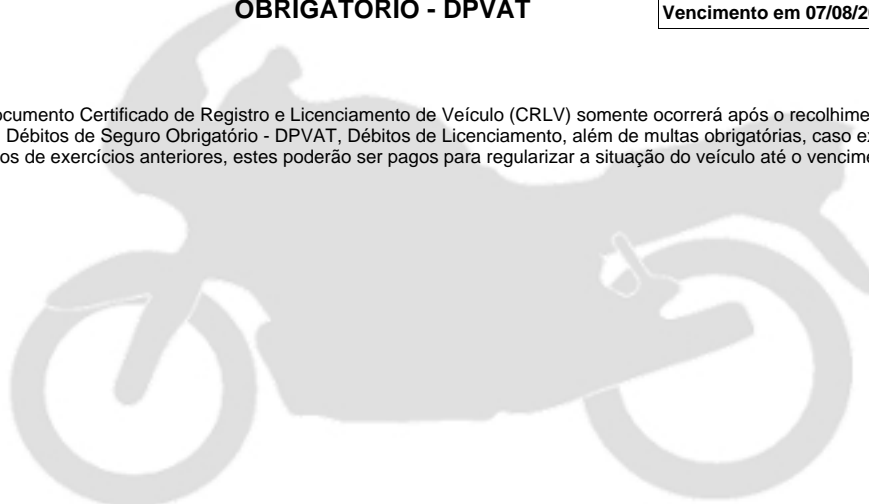 OBRIGATÓRIO - DPVAT
Vencimento em 07/08/20
ocumento Certificado de Registro e Licenciamento de Veículo (CRLV) somente ocorrerá após o recolhime
Débitos de Seguro Obrigatório - DPVAT, Débitos de Licenciamento, além de multas obrigatórias, caso ex
os de exercícios anteriores, estes poderão ser pagos para regularizar a situação do veículo até o vencime